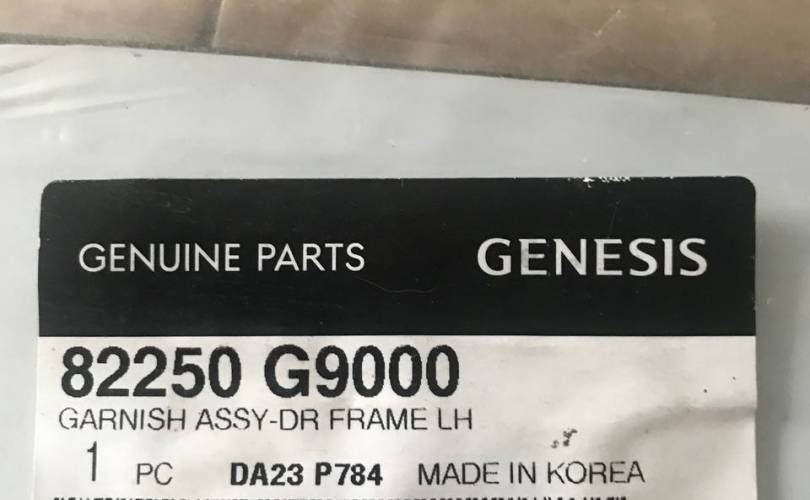 GENUINE PARTS GENESIS
82250 G9000
GARNISH ASSY-DR FRAME LH
1 PC DA23 P784 MADE IN KOREA